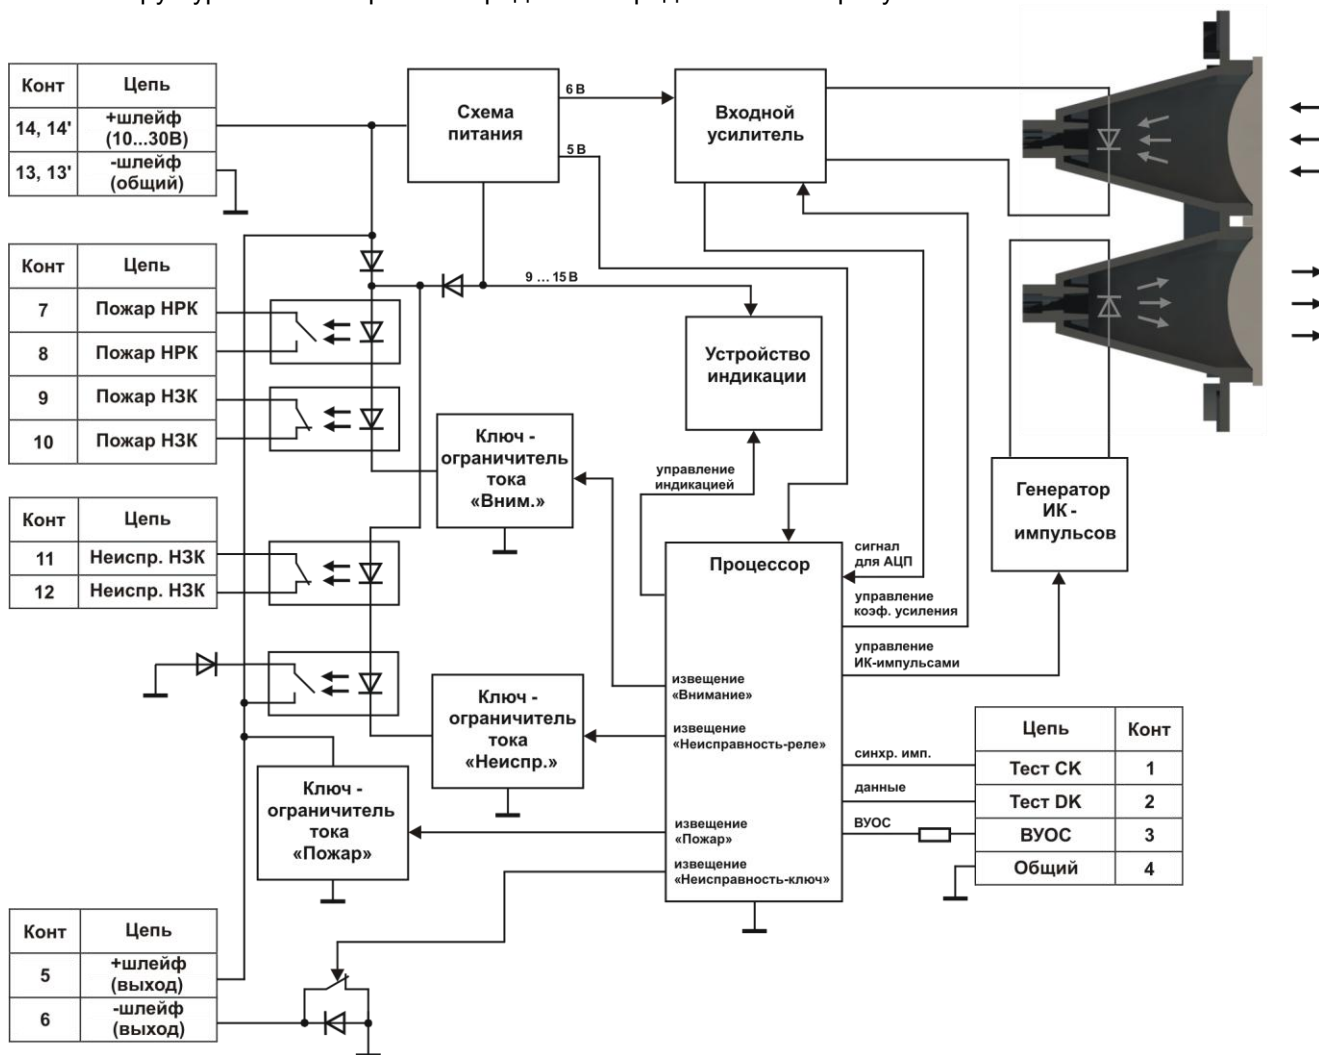 Конт Цепь
14, 14' +шлейф (10...30В)
13, 13' -шлейф (общий)
Конт Цепь
7 Пожар НРК
8 Пожар НРК
9 Пожар НЗК
10 Пожар НЗК
Конт Цепь
11 Неиспр. НЗК
12 Неиспр. НЗК
Конт Цепь
5 +шлейф (выход)
6 -шлейф (выход)
Схема
питания
6 В
5 В
9 ... 15 В
Входной
усилитель
Устройство
индикации
управление
индикацией
Ключ -
ограничитель
тока
«Вним.»
Ключ -
ограничитель
тока
«Неиспр.»
Ключ -
ограничитель
тока
«Пожар»
Процессор
извещение
«Внимание»
извещение
«Неисправность-реле»
извещение
«Пожар»
извещение
«Неисправность-ключ»
сигнал
для АЦП
управление
коэф. усиления
управление
ИК-импульсами
синхр. имп.
данные
ВУОС
Генератор
ИК -
импульсов
Цепь Конт
Тест СК 1
Тест DK 2
ВУОС 3
Общий 4